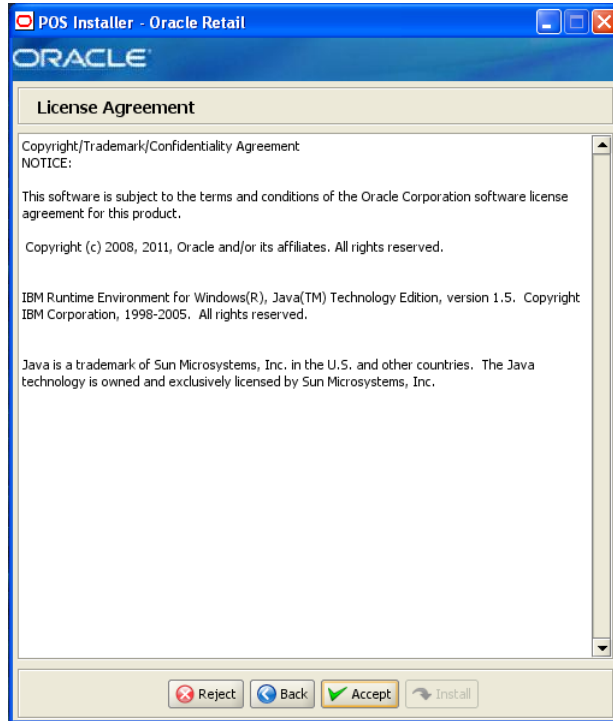 POS Installer - Oracle Retail
ORACLE
License Agreement
Copyright/Trademark/Confidentiality Agreement
NOTICE:
This software is subject to the terms and conditions of the Oracle Corporation software license
agreement for this product.
Copyright (c) 2008, 2011, Oracle and/or its affiliates. All rights reserved.
IBM Runtime Environment for Windows(R), Java(TM) Technology Edition, version 1.5.  Copyright
IBM Corporation, 1998-2005.  All rights reserved.
Java is a trademark of Sun Microsystems, Inc. in the U.S. and other countries.  The Java
technology is owned and exclusively licensed by Sun Microsystems, Inc.
Reject Back Accept Install